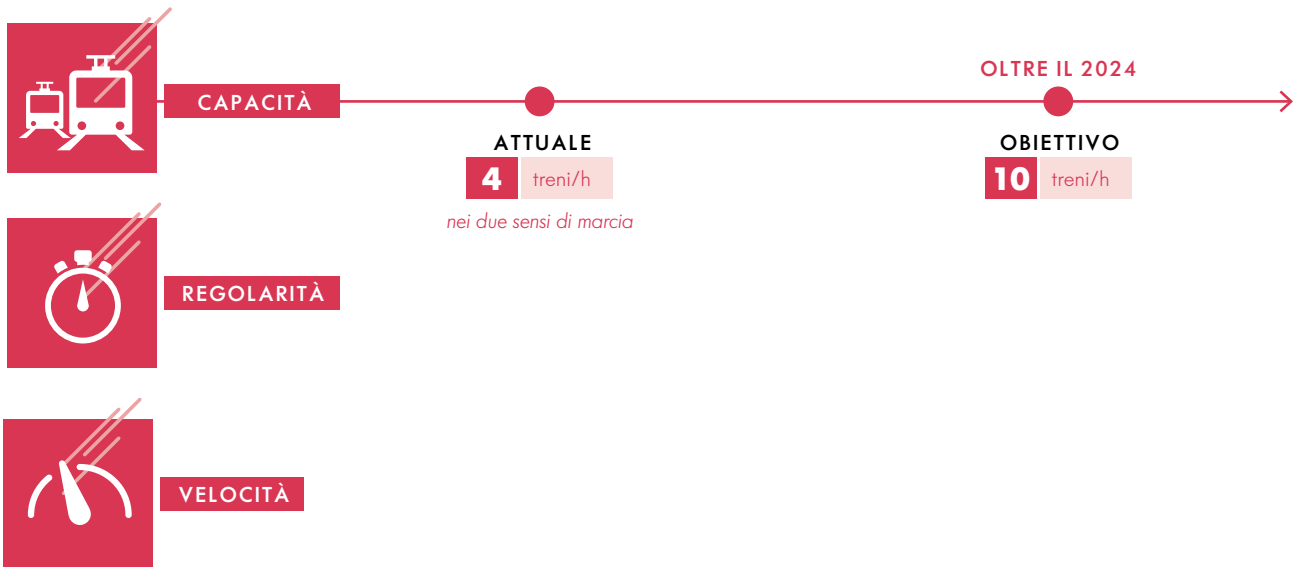 OLTRE IL 2024
CAPACITÀ
ATTUALE
OBIETTIVO
4 treni/h
10 treni/h
nei due sensi di marcia
REGOLARITÀ
VELOCITÀ